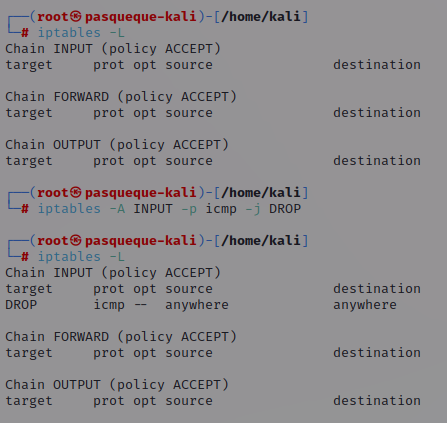 ┌──(root㉿pasqueque-kali)-[/home/kali]
└─# iptables -L
Chain INPUT (policy ACCEPT)
target     prot opt source               destination

Chain FORWARD (policy ACCEPT)
target     prot opt source               destination

Chain OUTPUT (policy ACCEPT)
target     prot opt source               destination

┌──(root㉿pasqueque-kali)-[/home/kali]
└─# iptables -A INPUT -p icmp -j DROP

┌──(root㉿pasqueque-kali)-[/home/kali]
└─# iptables -L
Chain INPUT (policy ACCEPT)
target     prot opt source               destination
DROP       icmp --  anywhere             anywhere

Chain FORWARD (policy ACCEPT)
target     prot opt source               destination

Chain OUTPUT (policy ACCEPT)
target     prot opt source               destination